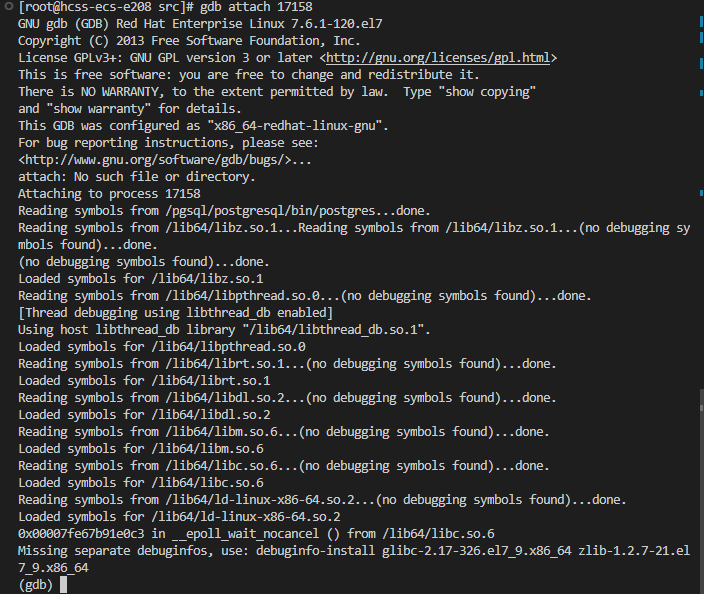 [root@hcss-ecs-e208 src]# gdb attach 17158
GNU gdb (GDB) Red Hat Enterprise Linux 7.6.1-120.el7
Copyright (C) 2013 Free Software Foundation, Inc.
License GPLv3+: GNU GPL version 3 or later <http://gnu.org/licenses/gpl.html>
This is free software: you are free to change and redistribute it.
There is NO WARRANTY, to the extent permitted by law.  Type "show copying"
and "show warranty" for details.
This GDB was configured as "x86_64-redhat-linux-gnu".
For bug reporting instructions, please see:
<http://www.gnu.org/software/gdb/bugs/>...
attach: No such file or directory.
Attaching to process 17158
Reading symbols from /pgsql/postgresql/bin/postgres...done.
Reading symbols from /lib64/libz.so.1...Reading symbols from /lib64/libz.so.1...(no debugging sy
mbols found)...done.
(no debugging symbols found)...done.
Loaded symbols for /lib64/libz.so.1
Reading symbols from /lib64/libpthread.so.0...(no debugging symbols found)...done.
[Thread debugging using libthread_db enabled]
Using host libthread_db library "/lib64/libthread_db.so.1".
Loaded symbols for /lib64/libpthread.so.0
Reading symbols from /lib64/librt.so.1...(no debugging symbols found)...done.
Loaded symbols for /lib64/librt.so.1
Reading symbols from /lib64/libdl.so.2...(no debugging symbols found)...done.
Loaded symbols for /lib64/libdl.so.2
Reading symbols from /lib64/libm.so.6...(no debugging symbols found)...done.
Loaded symbols for /lib64/libm.so.6
Reading symbols from /lib64/libc.so.6...(no debugging symbols found)...done.
Loaded symbols for /lib64/libc.so.6
Reading symbols from /lib64/ld-linux-x86-64.so.2...(no debugging symbols found)...done.
Loaded symbols for /lib64/ld-linux-x86-64.so.2
0x00007fe67b91e0c3 in __epoll_wait_nocancel () from /lib64/libc.so.6
Missing separate debuginfos, use: debuginfo-install glibc-2.17-326.el7_9.x86_64 zlib-1.2.7-21.el
7_9.x86_64
(gdb)